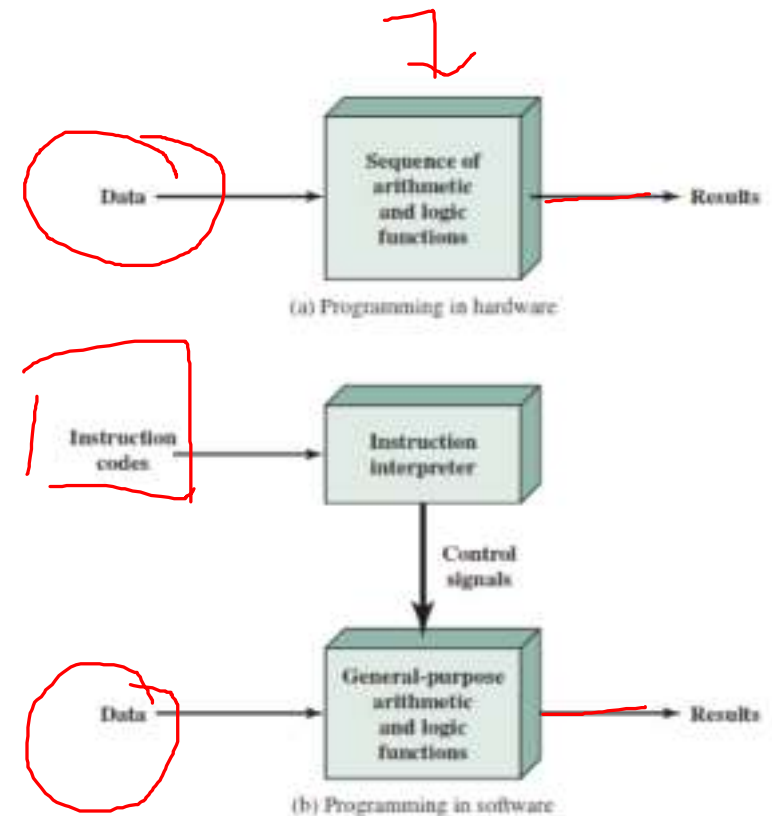 Sequence of
arithmetic
and logic
functions
Data
Results
(a) Programming in hardware
Instruction
codes
Instruction
interpreter
Control
signals
General-purpose
arithmetic
and logic
functions
Data
Results
(b) Programming in software